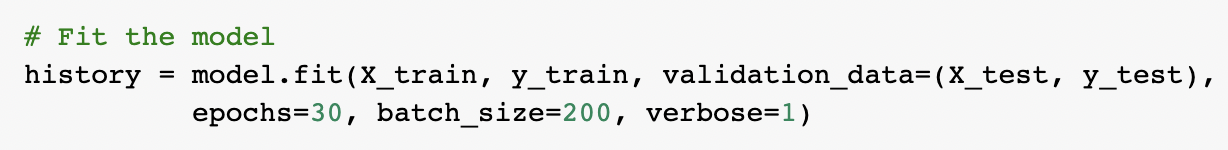 # Fit the model
history = model.fit(X_train, y_train, validation_data=(X_test, y_test),
          epochs=30, batch_size=200, verbose=1)